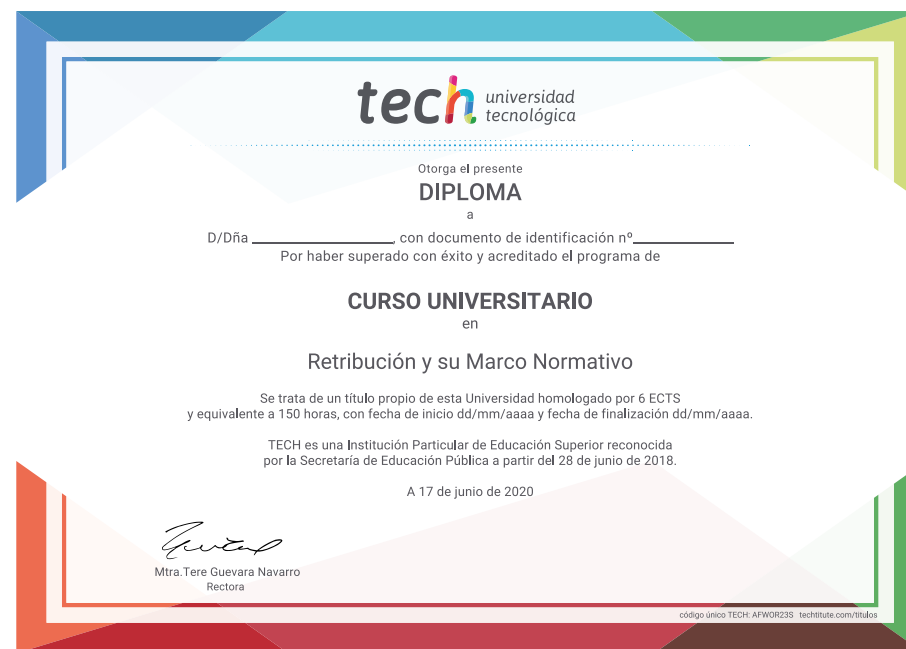 tech universidad
tecnológica
Otorga el presente
DIPLOMA
a
D/Dña ____________________, con documento de identificación nº______________
Por haber superado con éxito y acreditado el programa de
CURSO UNIVERSITARIO
en
Retribución y su Marco Normativo
Se trata de un título propio de esta Universidad homologado por 6 ECTS
y equivalente a 150 horas, con fecha de inicio dd/mm/aaaa y fecha de finalización dd/mm/aaaa.
TECH es una Institución Particular de Educación Superior reconocida
por la Secretaría de Educación Pública a partir del 28 de junio de 2018.
A 17 de junio de 2020
Mtra.Tere Guevara Navarro
Rectora
código único TECH: AFWOR23S techtitute.com/titulos